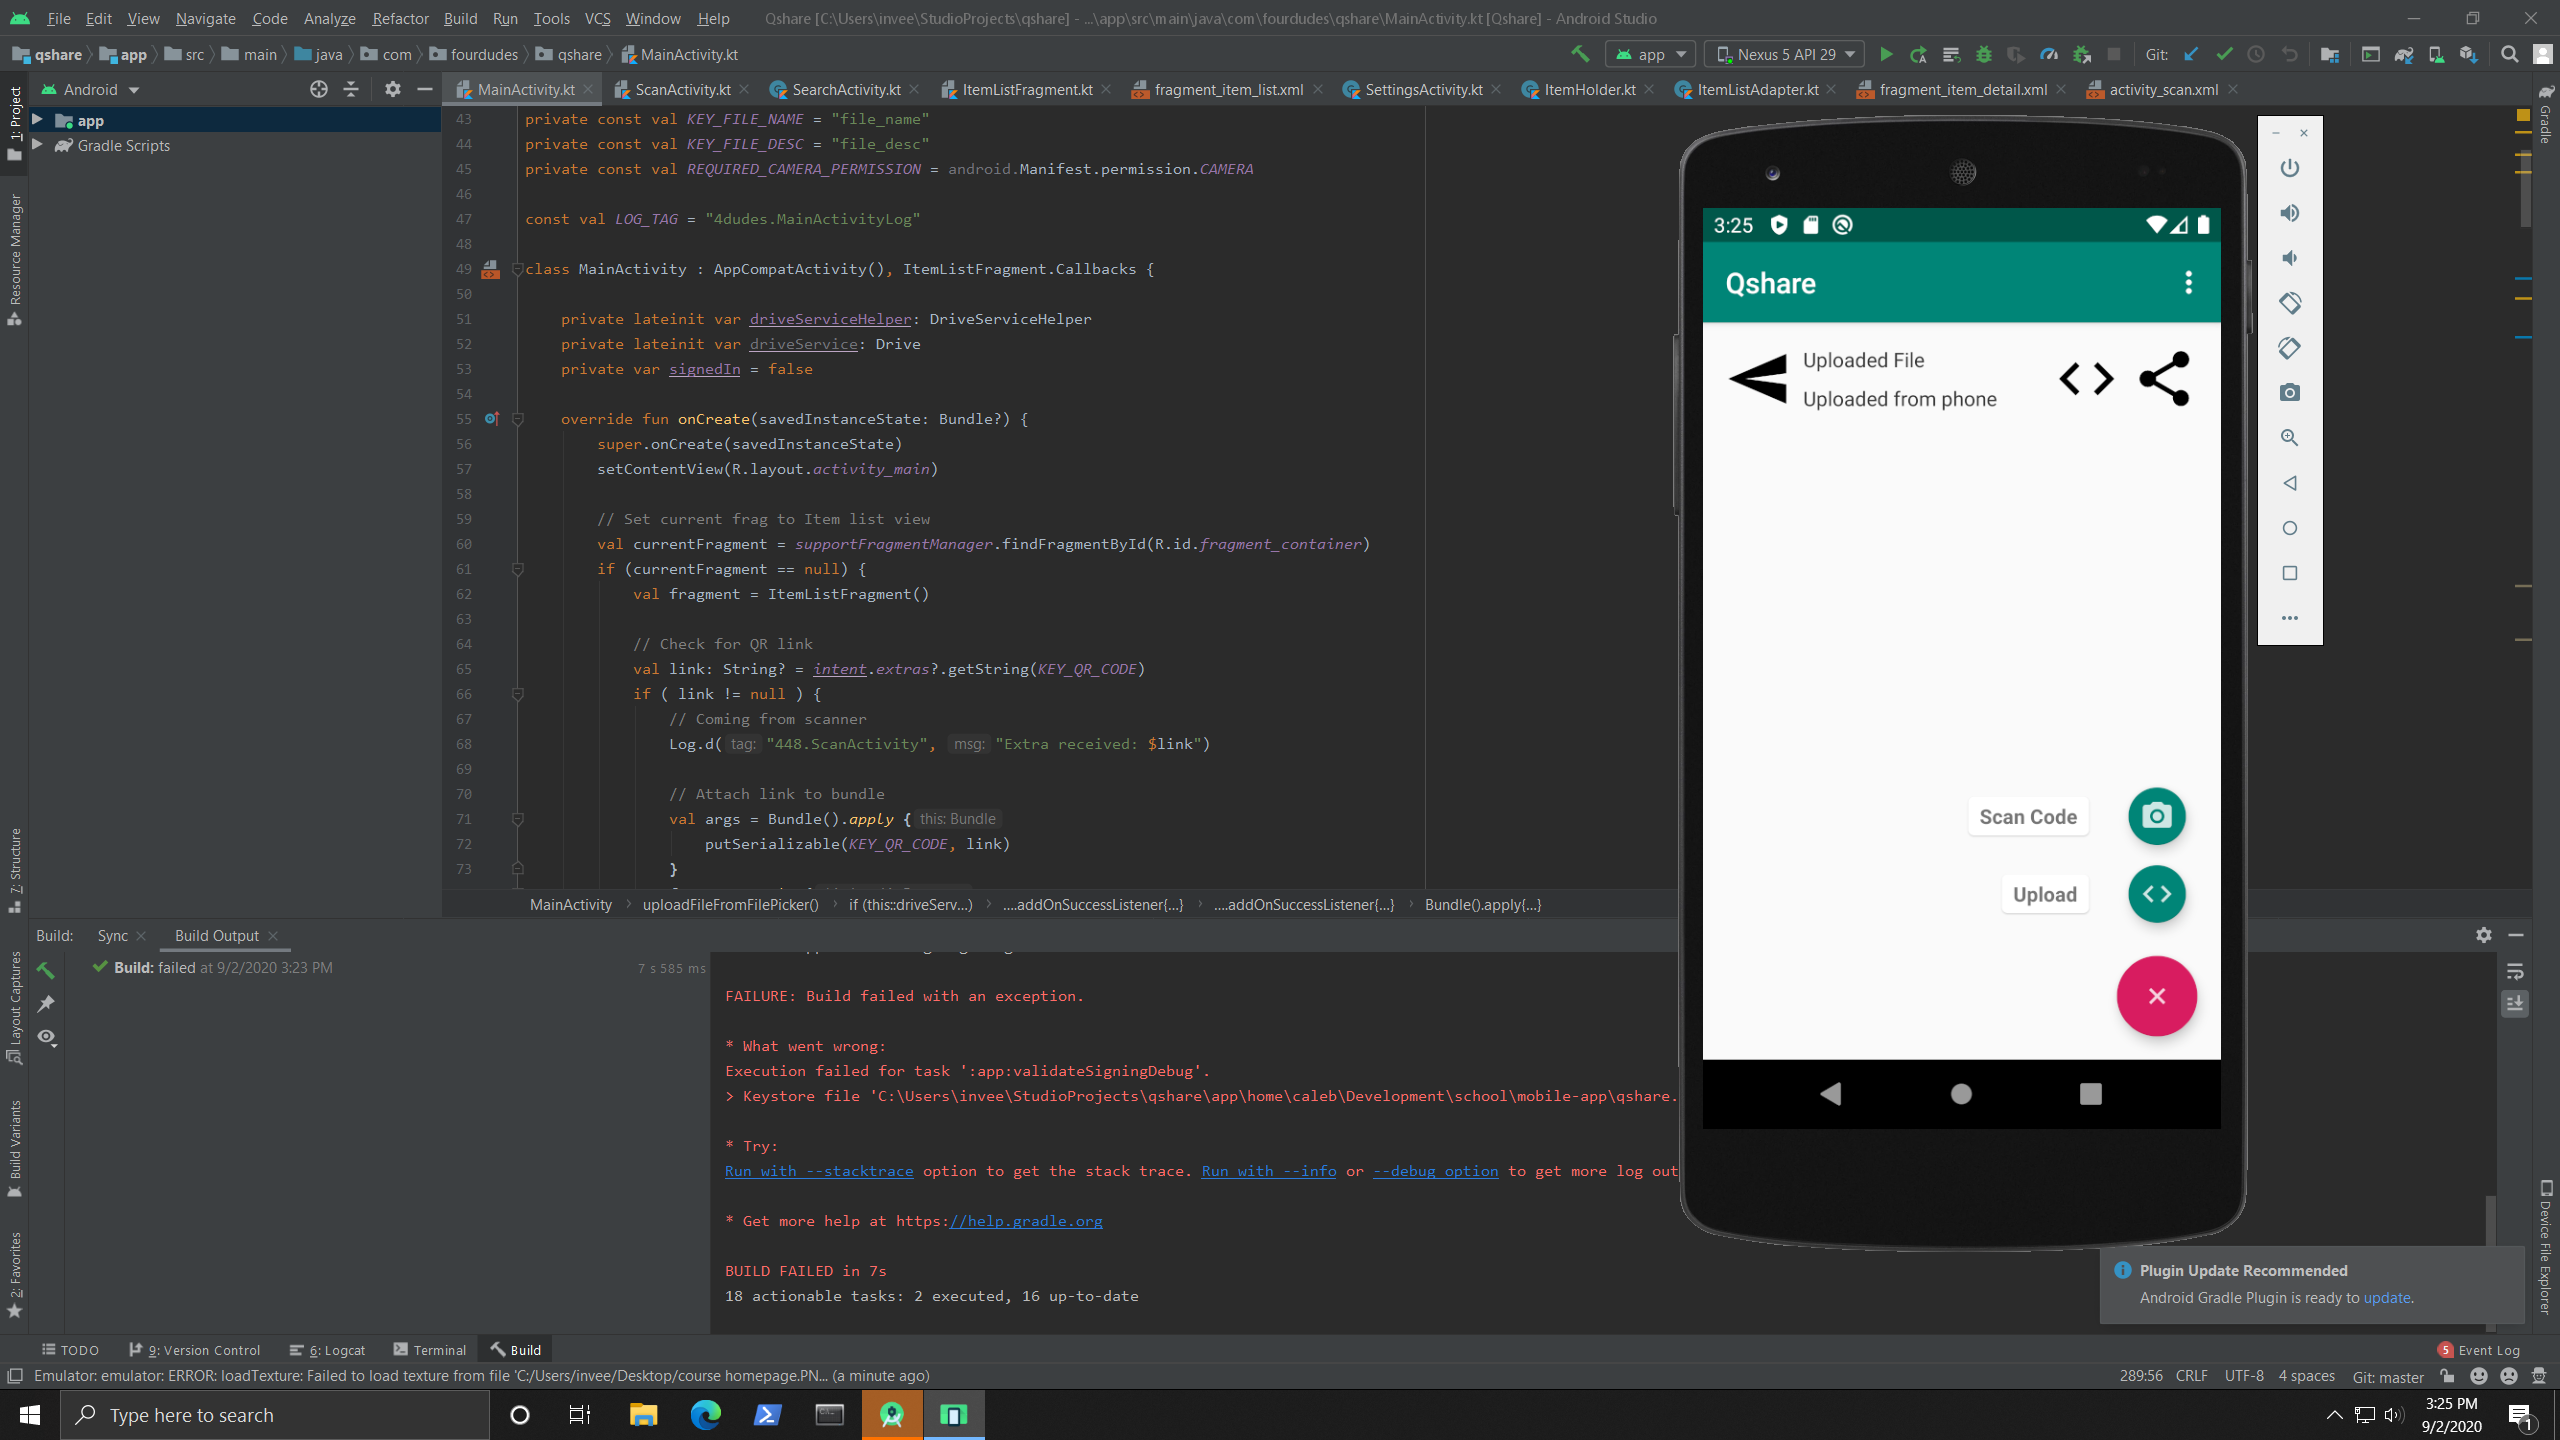 File Edit View Navigate Code Analyze Refactor Build Run Tools VCS Window Help Qshare [C:\Users\invee\StudioProjects\qshare] - ...\app\src\main\java\com\fourdudes\qshare\MainActivity.kt [Qshare] - Android Studio
qshare app src main java com fourdudes qshare MainActivity.kt app Nexus 5 API 29 Git:
Android MainActivity.kt ScanActivity.kt SearchActivity.kt ItemListFragment.kt fragment_item_list.xml SettingsActivity.kt ItemHolder.kt ItemListAdapter.kt fragment_item_detail.xml activity_scan.xml
app
Gradle Scripts
1: Project
Resource Manager
7: Structure
Layout Captures
Build Variants
2: Favorites
43 private const val KEY_FILE_NAME = "file_name"
44 private const val KEY_FILE_DESC = "file_desc"
45 private const val REQUIRED_CAMERA_PERMISSION = android.Manifest.permission.CAMERA
46
47 const val LOG_TAG = "4dudes.MainActivityLog"
48
49 class MainActivity : AppCompatActivity(), ItemListFragment.Callbacks {
50
51 private lateinit var driveServiceHelper: DriveServiceHelper
52 private lateinit var driveService: Drive
53 private var signedIn = false
54
55 override fun onCreate(savedInstanceState: Bundle?) {
56 super.onCreate(savedInstanceState)
57 setContentView(R.layout.activity_main)
58
59 // Set current frag to Item list view
60 val currentFragment = supportFragmentManager.findFragmentById(R.id.fragment_container)
61 if (currentFragment == null) {
62 val fragment = ItemListFragment()
63
64 // Check for QR link
65 val link: String? = intent.extras?.getString(KEY_QR_CODE)
66 if ( link != null ) {
67 // Coming from scanner
68 Log.d( tag: "448.ScanActivity", msg: "Extra received: $link")
69
70 // Attach link to bundle
71 val args = Bundle().apply { this: Bundle
72 putSerializable(KEY_QR_CODE, link)
73 }
MainActivity uploadFileFromFilePicker() if (this::driveServ...) ....addOnSuccessListener{...} ....addOnSuccessListener{...} Bundle().apply{...}
3:25
Qshare
Uploaded File
Uploaded from phone
Scan Code
Upload
Gradle
Device File Explorer
Build: Sync Build Output
Build: failed at 9/2/2020 3:23 PM 7 s 585 ms
FAILURE: Build failed with an exception.
* What went wrong:
Execution failed for task ':app:validateSigningDebug'.
> Keystore file 'C:\Users\invee\StudioProjects\qshare\app\home\caleb\Development\school\mobile-app\qshare.
* Try:
Run with --stacktrace option to get the stack trace. Run with --info or --debug option to get more log out
* Get more help at https://help.gradle.org
BUILD FAILED in 7s
18 actionable tasks: 2 executed, 16 up-to-date
Plugin Update Recommended
Android Gradle Plugin is ready to update.
TODO 9: Version Control 6: Logcat Terminal Build 5 Event Log
Emulator: emulator: ERROR: loadTexture: Failed to load texture from file 'C:/Users/invee/Desktop/course homepage.PN... (a minute ago) 289:56 CRLF UTF-8 4 spaces Git: master
Type here to search
3:25 PM
9/2/2020
1